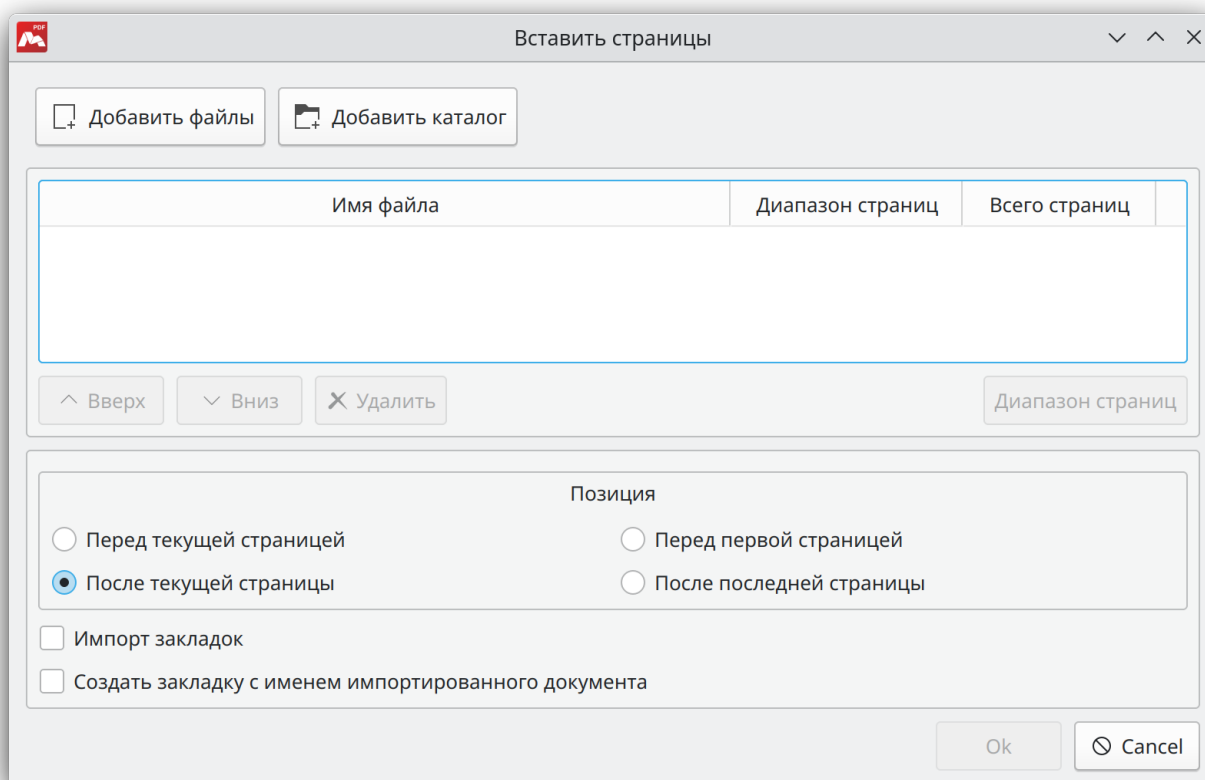 PDF
Вставить страницы
Добавить файлы
Добавить каталог
Имя файла
Диапазон страниц
Всего страниц
Вверх
Вниз
Удалить
Диапазон страниц
Позиция
Перед текущей страницей
Перед первой страницей
После текущей страницы
После последней страницы
Импорт закладок
Создать закладку с именем импортированного документа
Ok
Cancel